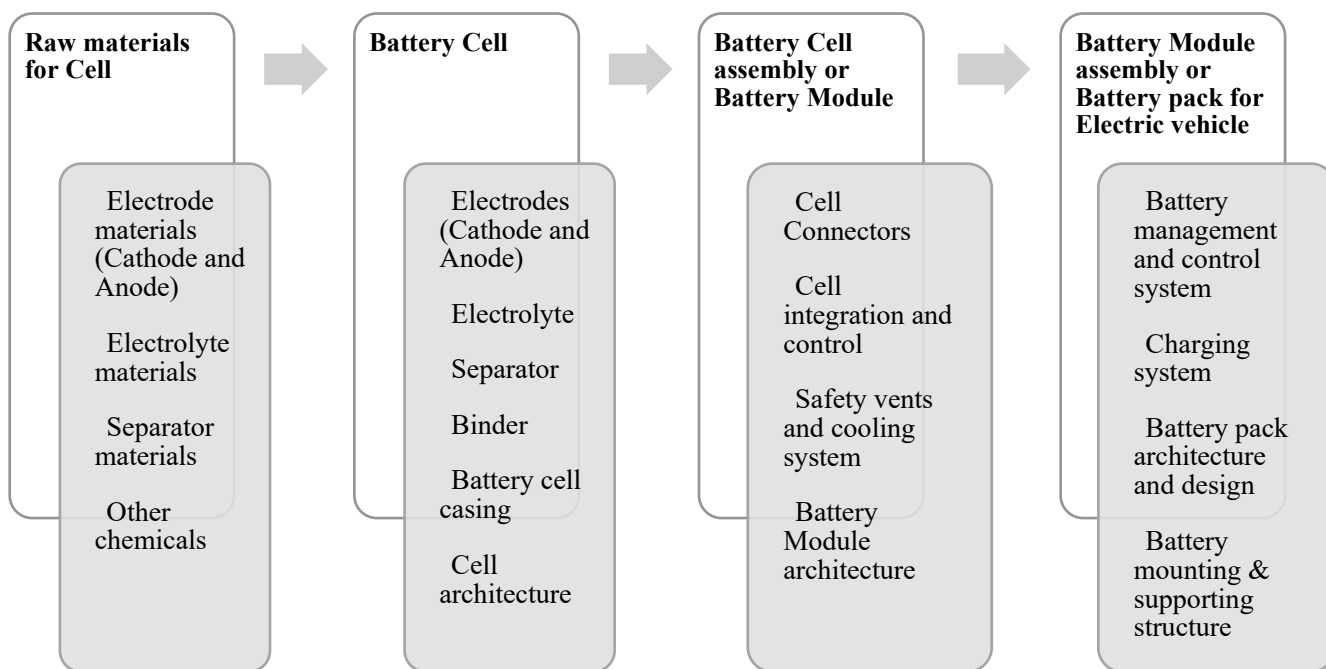 Raw materials
for Cell
Electrode
materials
(Cathode and
Anode)
Electrolyte
materials
Separator
materials
Other
chemicals
Battery Cell
Electrodes
(Cathode and
Anode)
Electrolyte
Separator
Binder
Battery cell
casing
Cell
architecture
Battery Cell
assembly or
Battery Module
Cell
Connectors
Cell
integration and
control
Safety vents
and cooling
system
Battery
Module
architecture
Battery Module
assembly or
Battery pack for
Electric vehicle
Battery
management
and control
system
Charging
system
Battery pack
architecture
and design
Battery
mounting &
supporting
structure